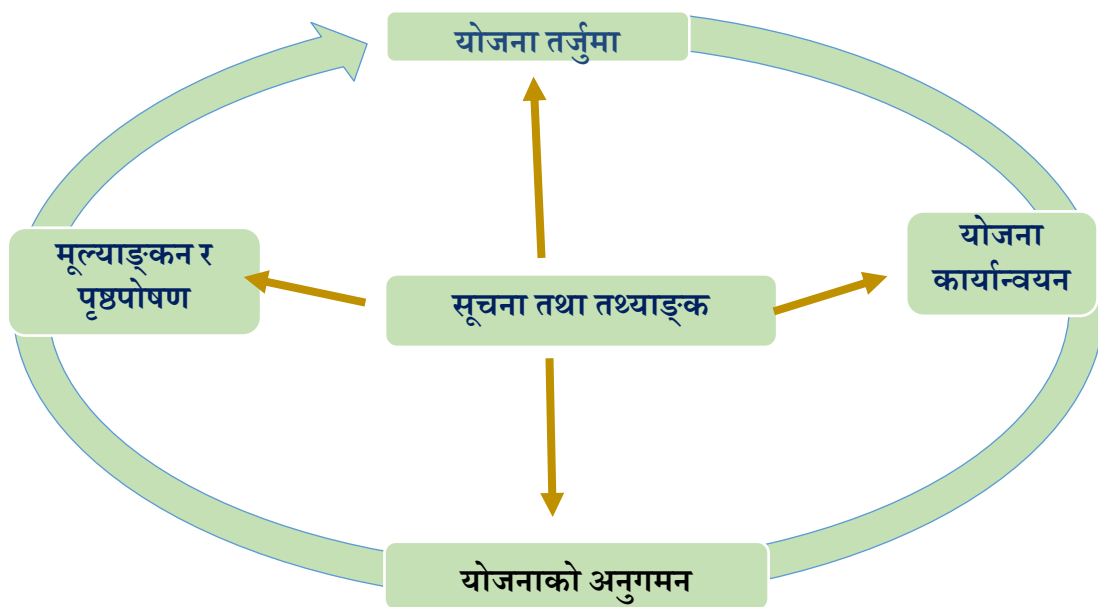 योजना तर्जुमा
मूल्याङ्कन र
पृष्ठपोषण
सूचना तथा तथ्याङ्क
योजना
कार्यान्वयन
योजनाको अनुगमन